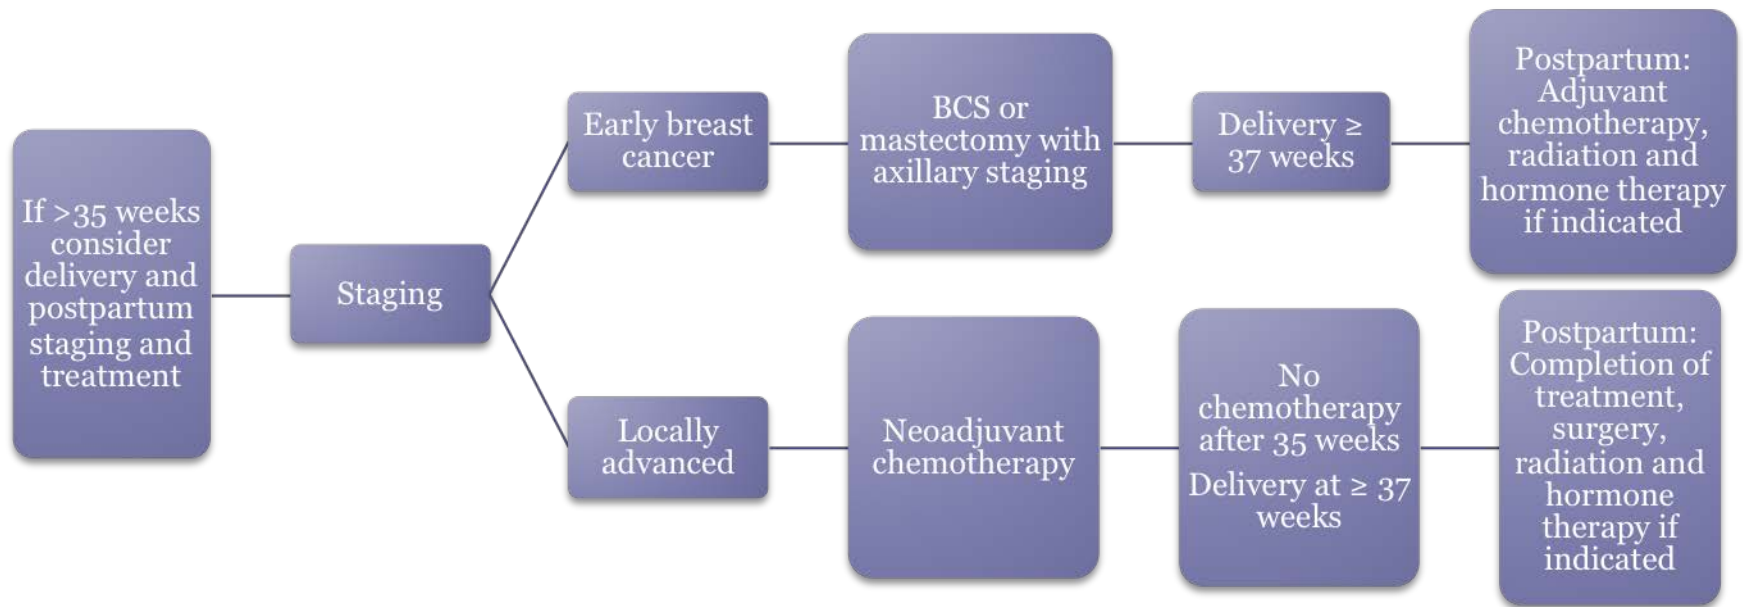 If >35 weeks
consider
delivery and
postpartum
staging and
treatment
Staging
Early breast
cancer
BCS or
mastectomy with
axillary staging
Delivery ≥
37 weeks
Postpartum:
Adjuvant
chemotherapy,
radiation and
hormone therapy
if indicated
Locally
advanced
Neoadjuvant
chemotherapy
No
chemotherapy
after 35 weeks
Delivery at ≥ 37
weeks
Postpartum:
Completion of
treatment,
surgery,
radiation and
hormone
therapy if
indicated